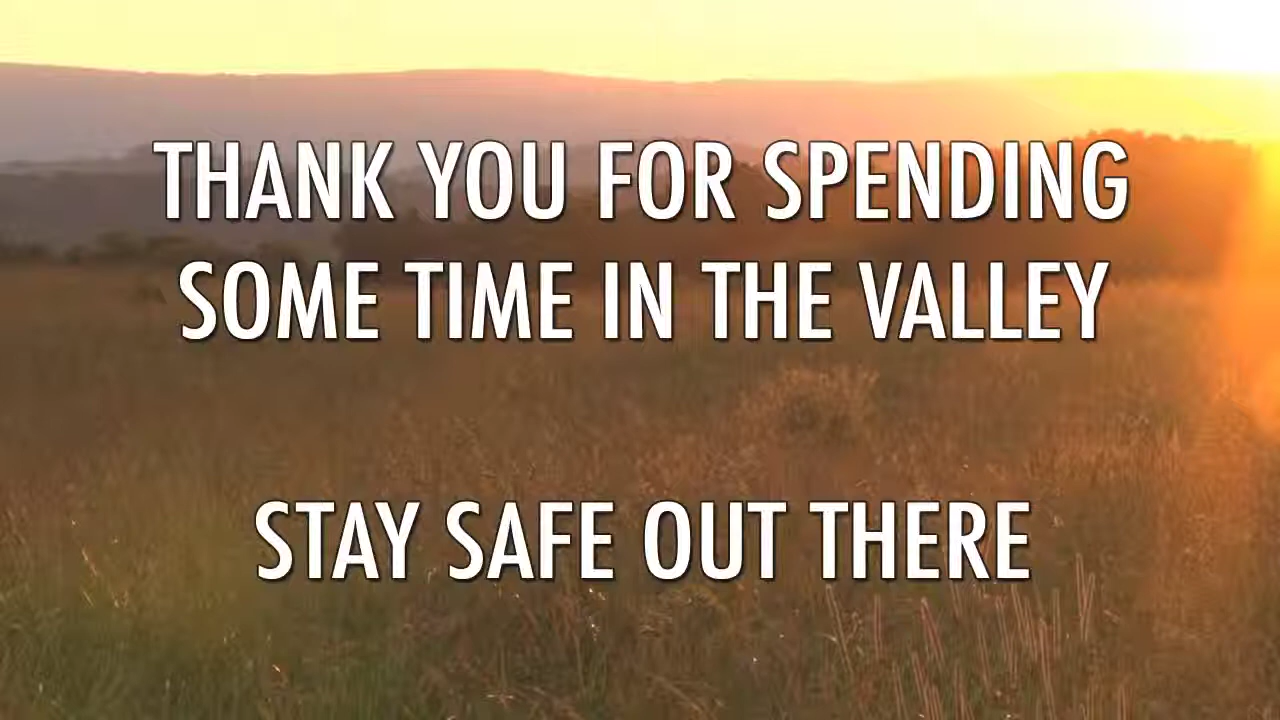 THANK YOU FOR SPENDING
SOME TIME IN THE VALLEY
STAY SAFE OUT THERE